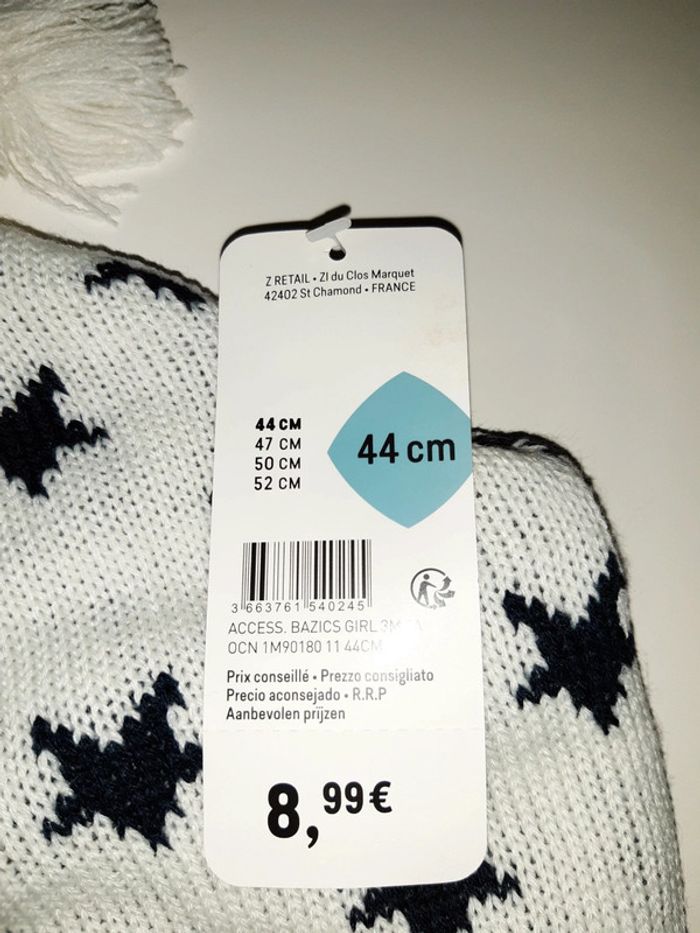 Z RETAIL • ZI du Clos Marquet
42402 St Chamond • FRANCE
44 CM
47 CM
50 CM
52 CM
44 cm
3 663761 540245
ACCESS. BAZICS GIRL 3M
OCN 1M90180 11 44CM
Prix conseillé • Prezzo consigliato
Precio aconsejado • R.R.P
Aanbevolen prijzen
8,99€